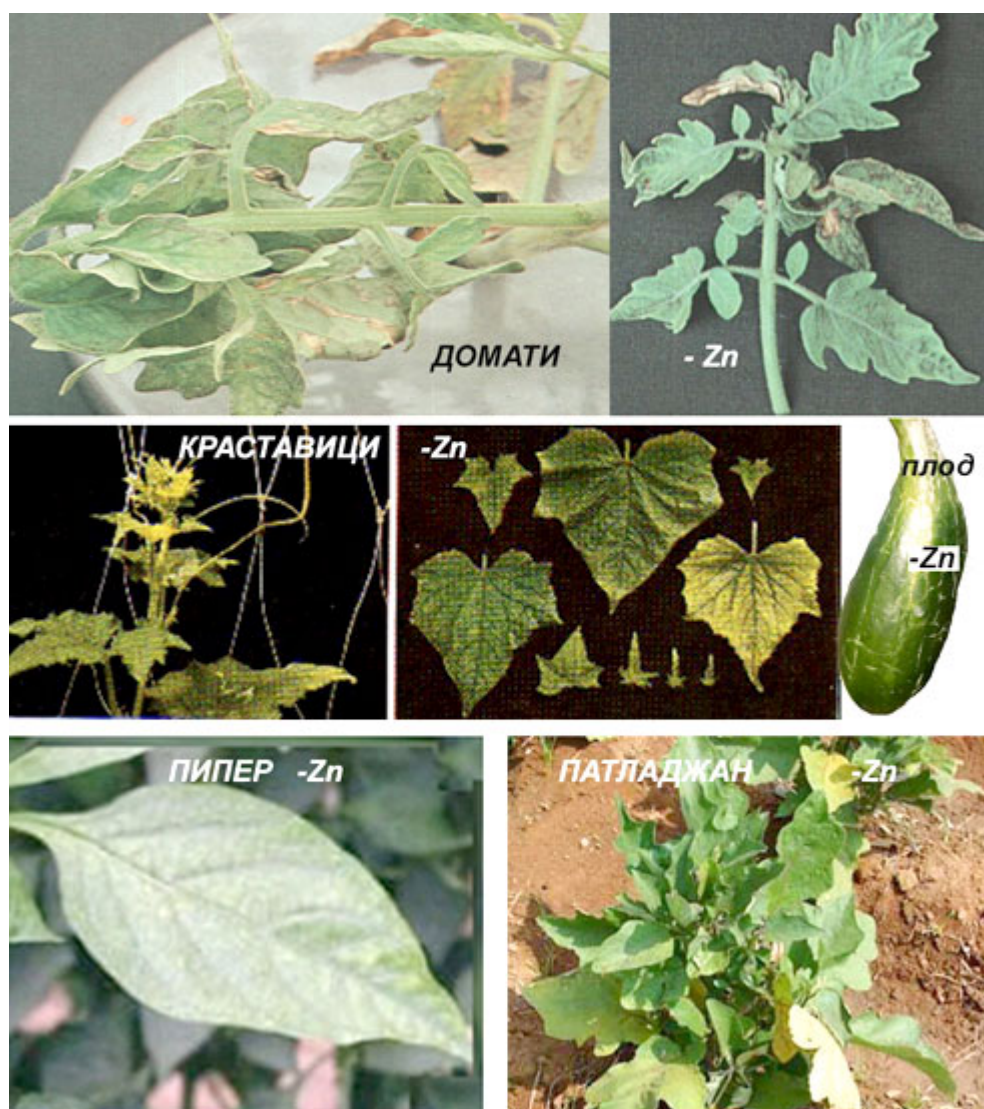 ДОМАТИ
- Zn
КРАСТАВИЦИ
-Zn
плод
-Zn
ПИПЕР -Zn
ПАТЛАДЖАН -Zn